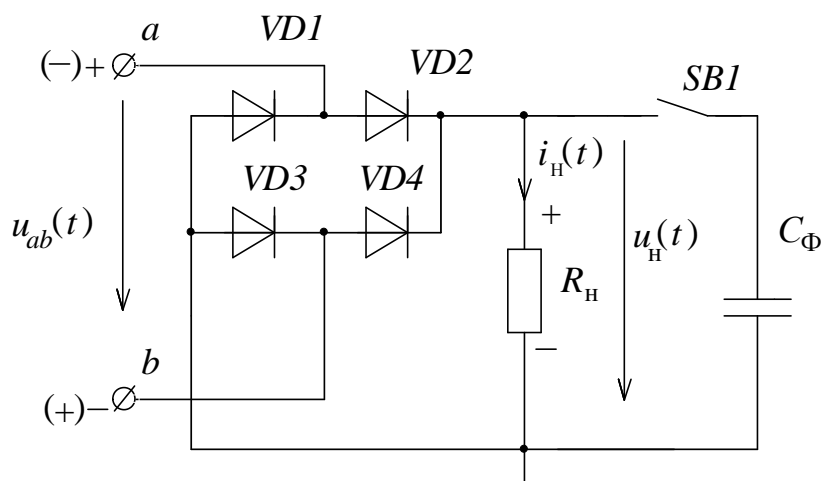 a
VD1
(−)+
VD2
SB1
VD3
VD4
iн(t)
+
uab(t)
uн(t)
CФ
Rн
−
b
(+)−